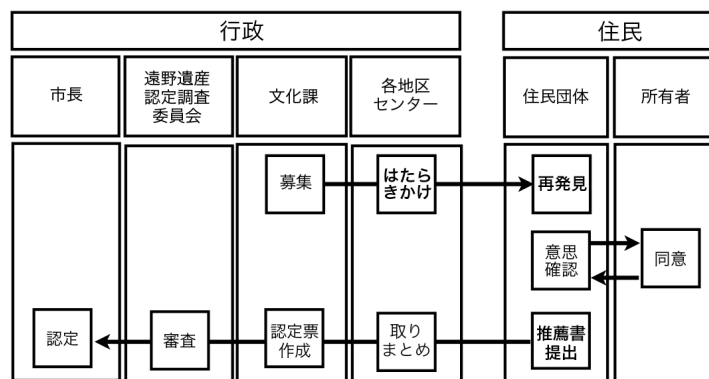 行政
住民
市長
遠野遺産
認定調査
委員会
文化課
各地区
センター
住民団体
所有者
募集
はたら
きかけ
再発見
意思
確認
同意
認定
審査
認定票
作成
取り
まとめ
推薦書
提出